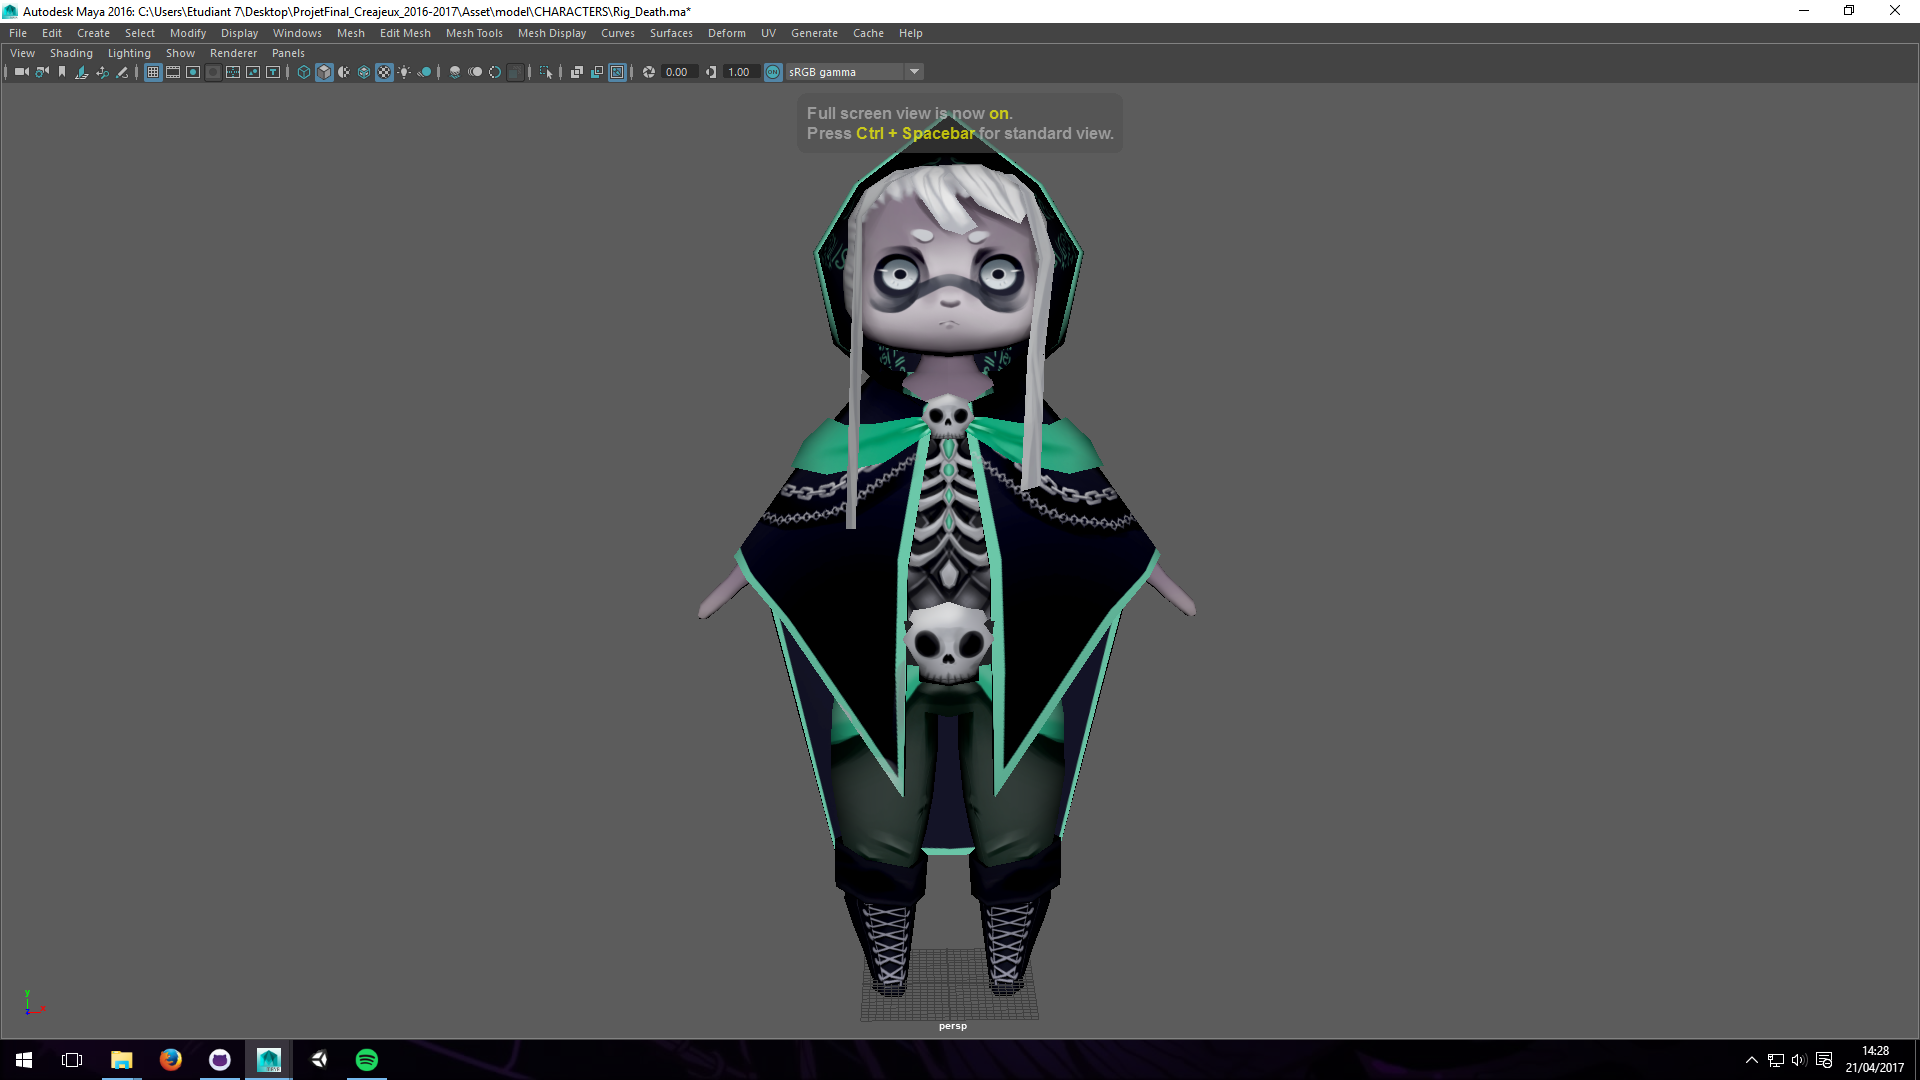 Autodesk Maya 2016: C:\Users\Etudiant 7\Desktop\ProjetFinal_Creajeux_2016-2017\Asset\model\CHARACTERS\Rig_Death.ma*
File Edit Create Select Modify Display Windows Mesh Edit Mesh Mesh Tools Mesh Display Curves Surfaces Deform UV Generate Cache Help
View Shading Lighting Show Renderer Panels
0.00 1.00 ON sRGB gamma
Full screen view is now on.
Press Ctrl + Spacebar for standard view.
y
x
z
persp
14:28
21/04/2017